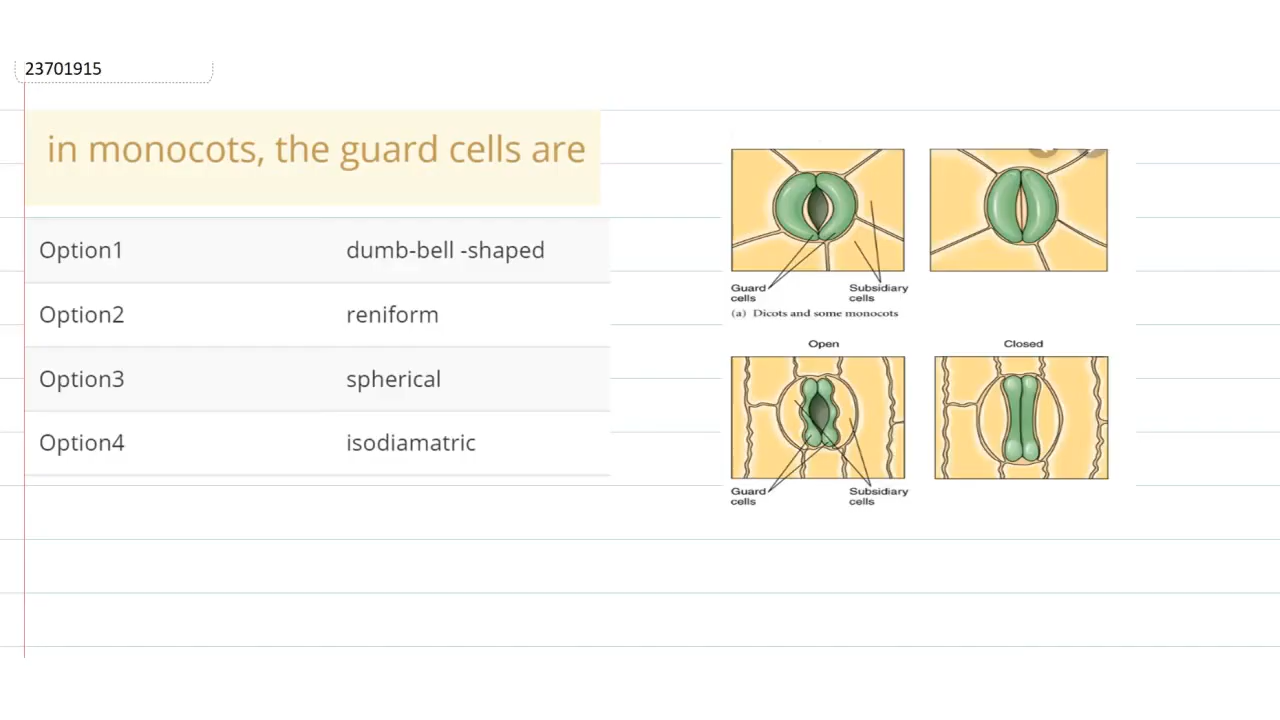 23701915
in monocots, the guard cells are
Option1 dumb-bell -shaped
Option2 reniform
Option3 spherical
Option4 isodiamatric
Guard cells
Subsidiary cells
(a) Dicots and some monocots
Open
Closed
Guard cells
Subsidiary cells